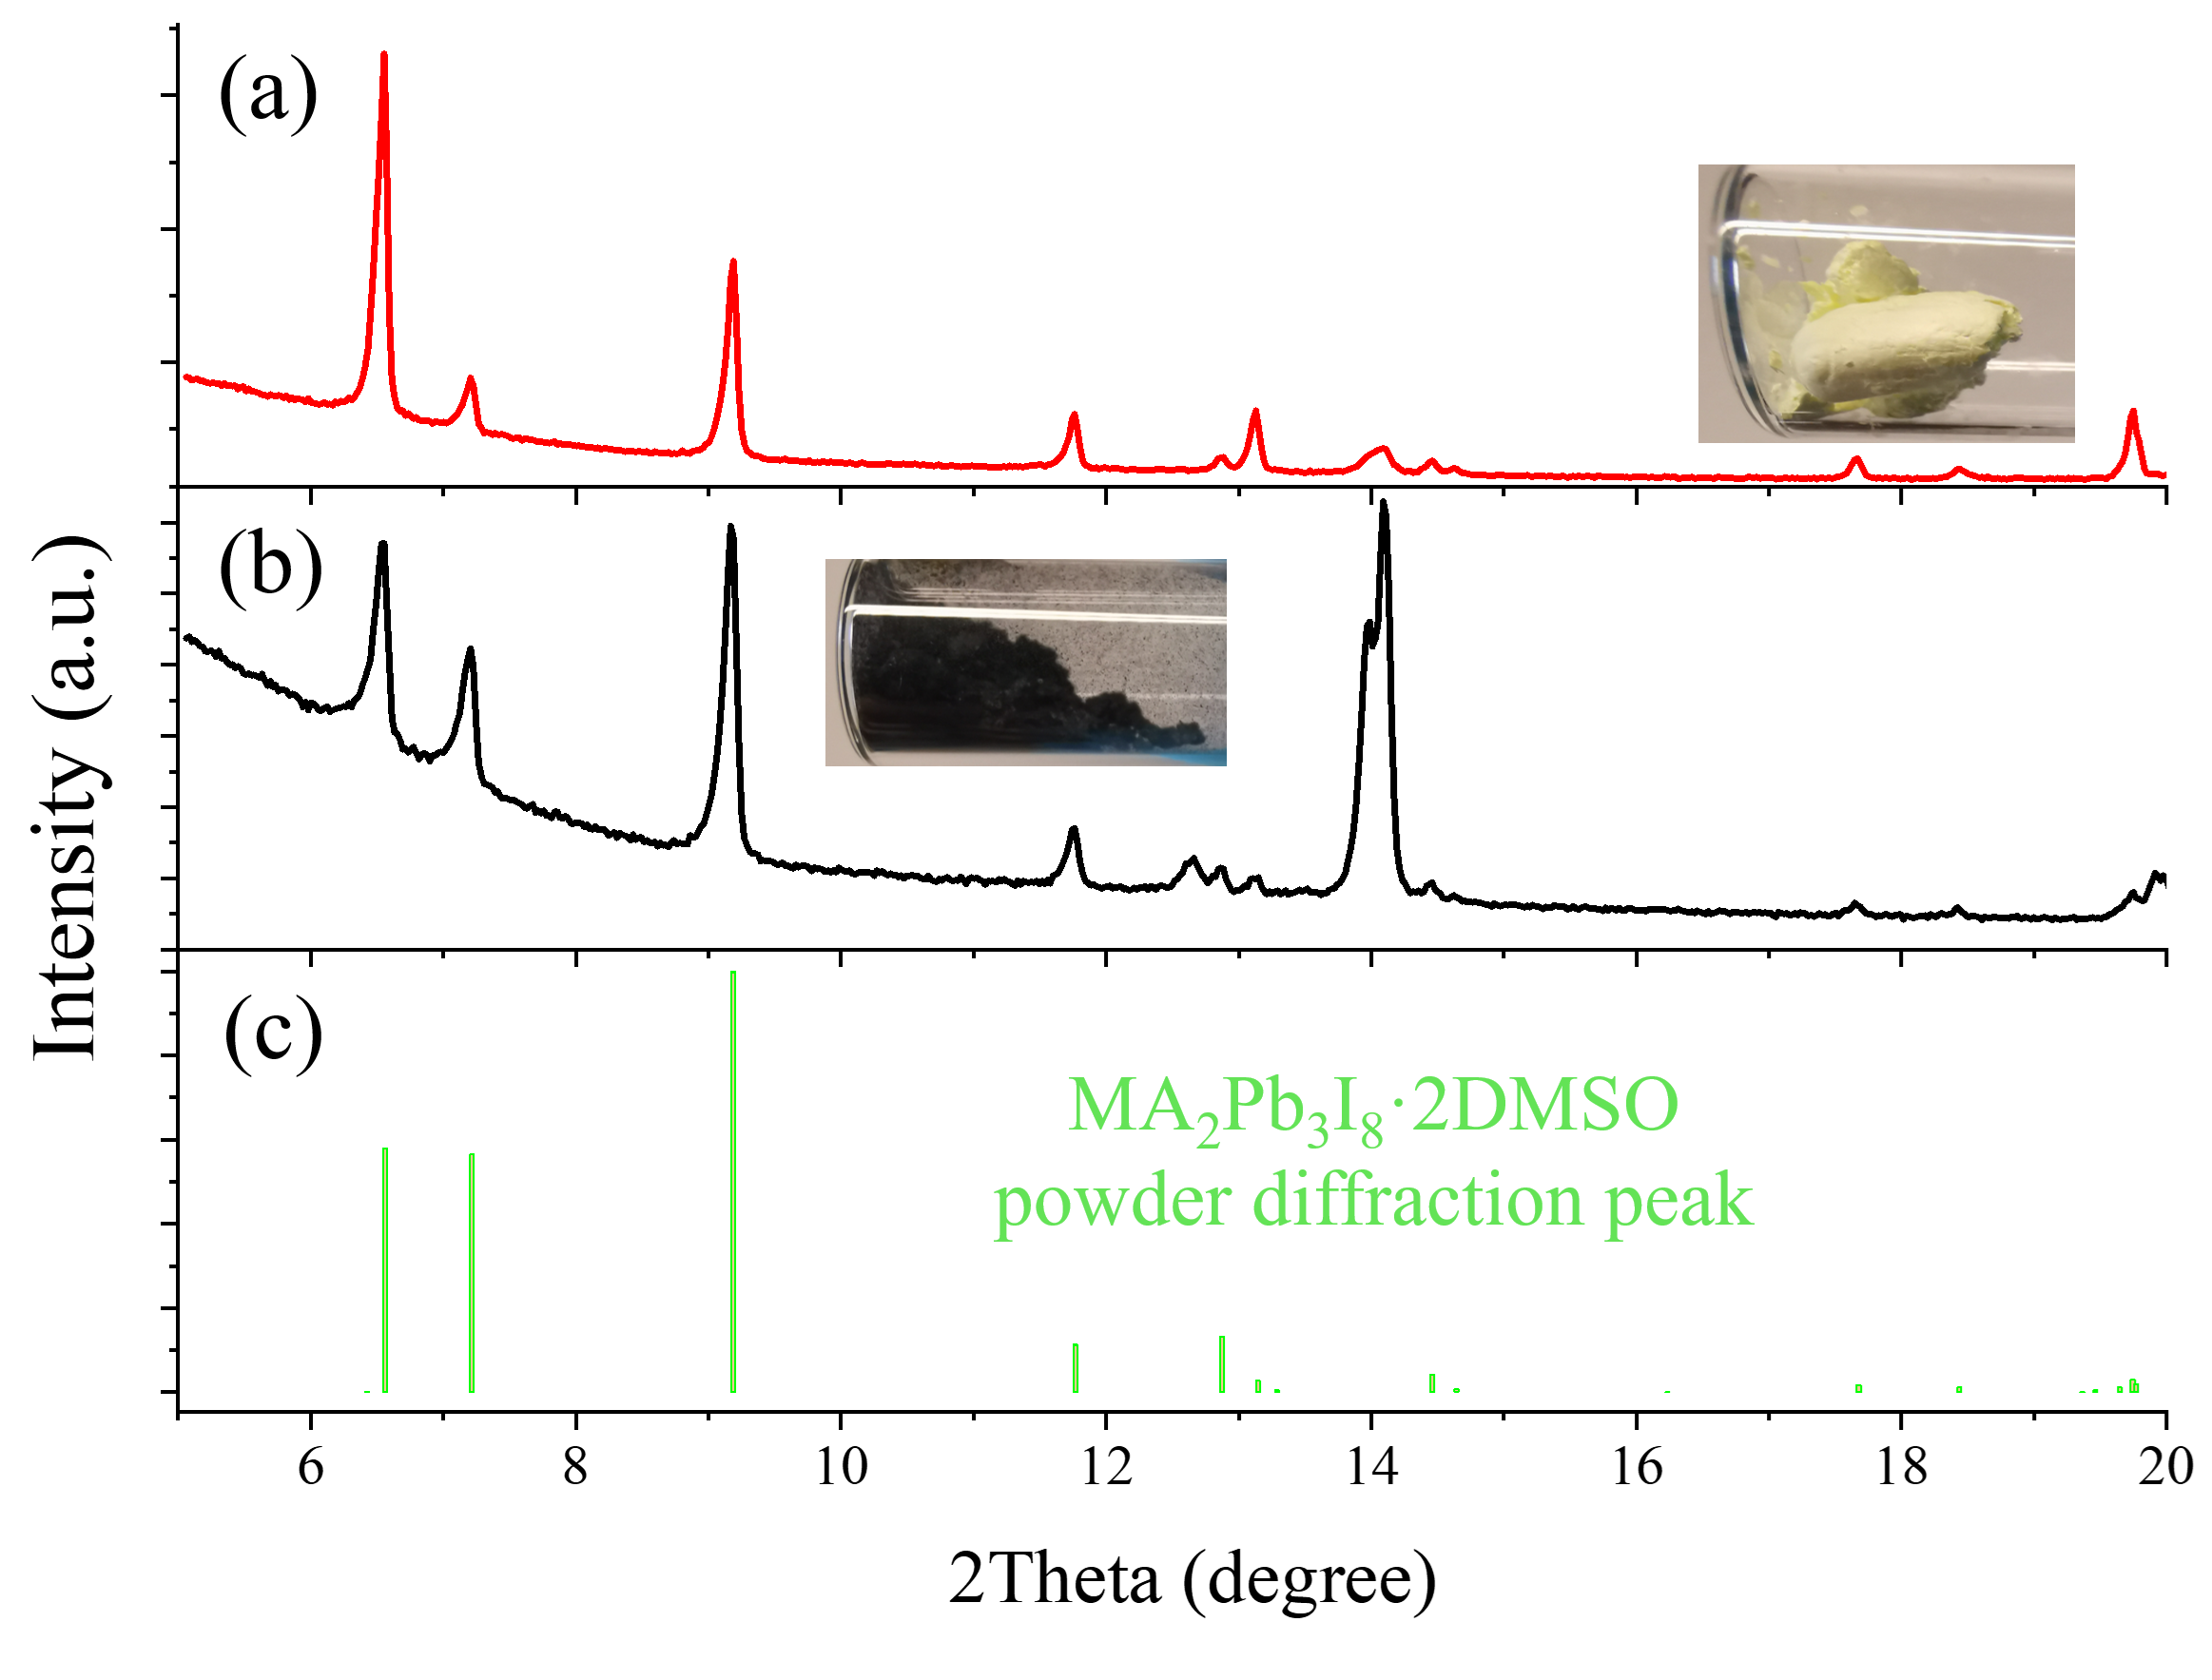 (a)
(b)
(c)
Intensity (a.u.)
MA₂Pb₃I₈·2DMSO
powder diffraction peak
6 8 10 12 14 16 18 20
2Theta (degree)